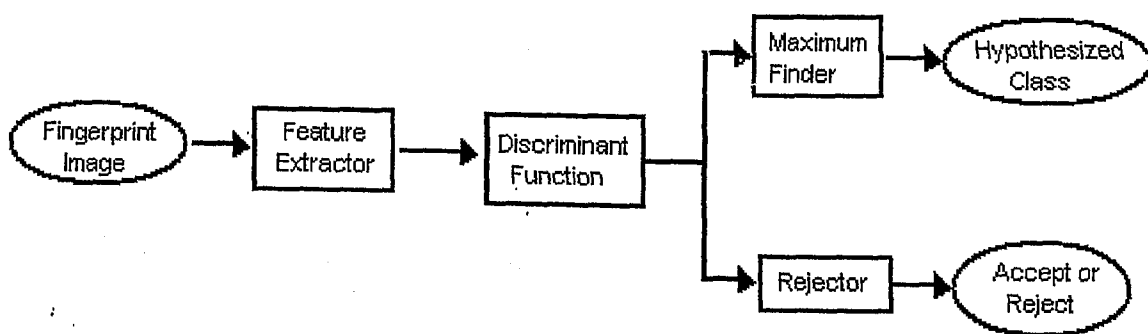 Fingerprint
Image
Feature
Extractor
Discriminant
Function
Maximum
Finder
Hypothesized
Class
Rejector
Accept or
Reject